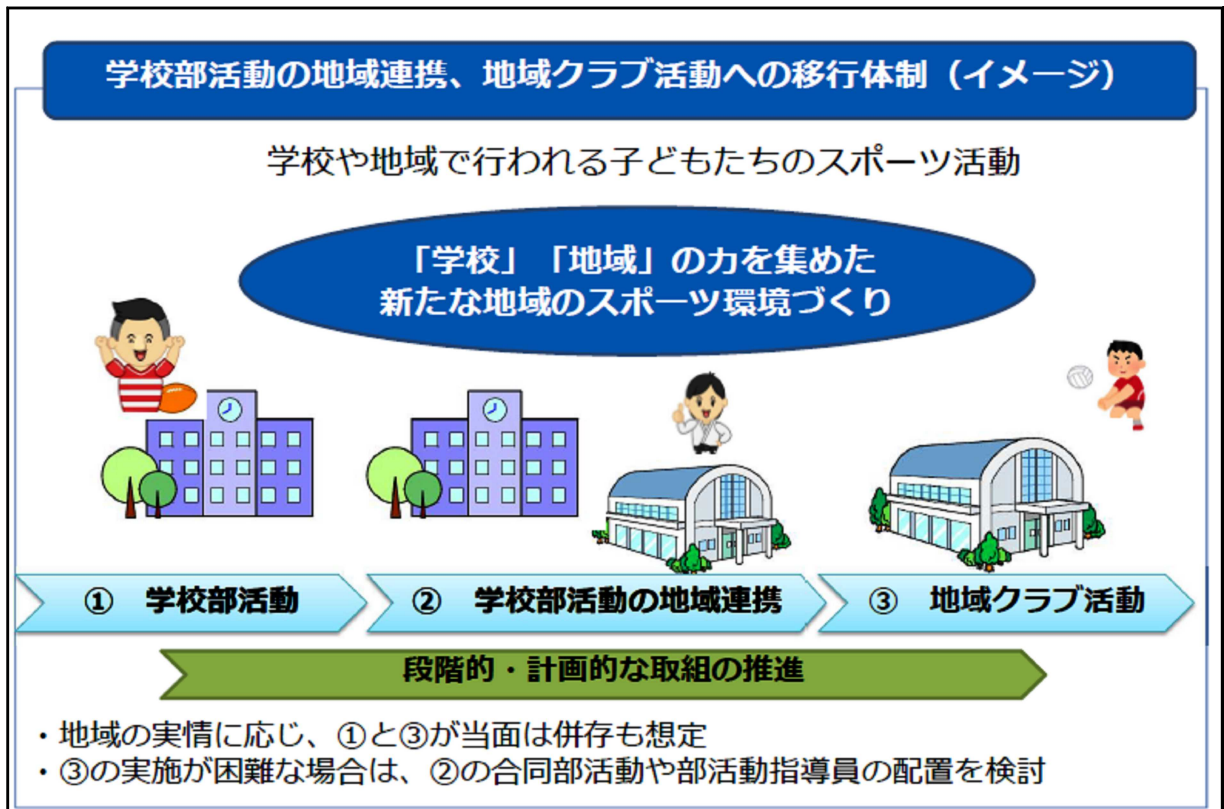 学校部活動の地域連携、地域クラブ活動への移行体制（イメージ）
学校や地域で行われる子どもたちのスポーツ活動
「学校」「地域」の力を集めた
新たな地域のスポーツ環境づくり
① 学校部活動
② 学校部活動の地域連携
③ 地域クラブ活動
段階的・計画的な取組の推進
・地域の実情に応じ、①と③が当面は併存も想定
・③の実施が困難な場合は、②の合同部活動や部活動指導員の配置を検討